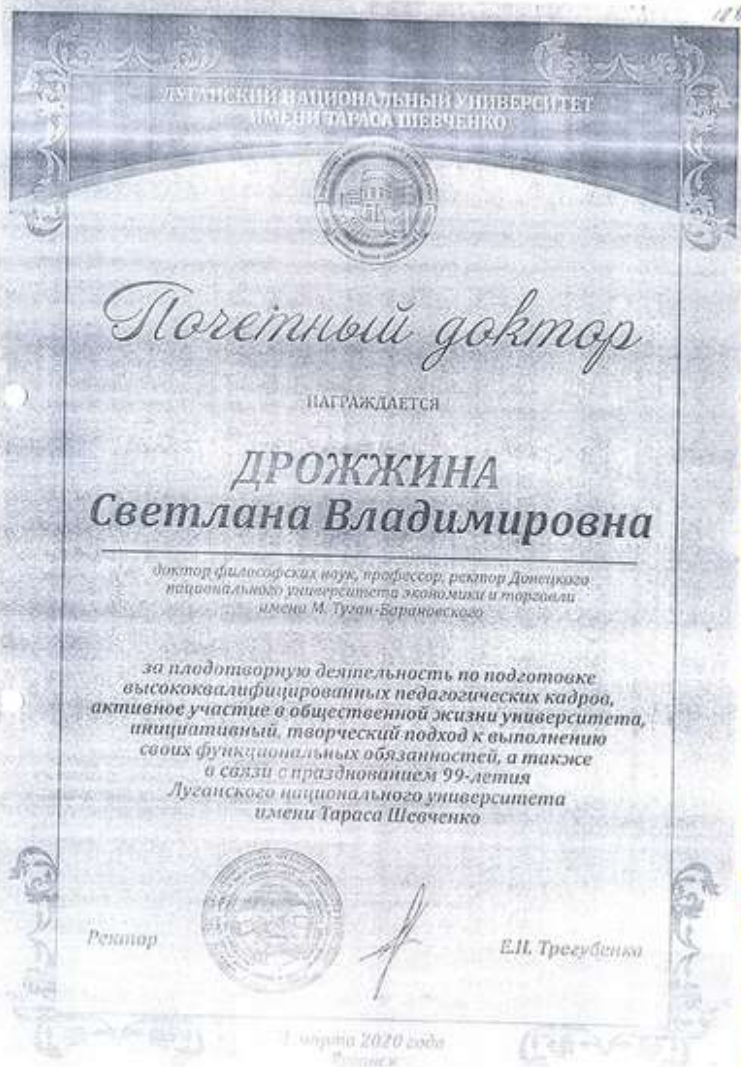 ЛУГАНСКИЙ НАЦИОНАЛЬНЫЙ УНИВЕРСИТЕТ
ИМЕНИ ТАРАСА ШЕВЧЕНКО
Почетный доктор
НАГРАЖДАЕТСЯ
ДРОЖЖИНА
Светлана Владимировна
доктор философских наук, профессор, ректор Донецкого
национального университета экономики и торговли
имени М. Туган-Барановского
за плодотворную деятельность по подготовке
высококвалифицированных педагогических кадров,
активное участие в общественной жизни университета,
инициативный, творческий подход к выполнению
своих функциональных обязанностей, а также
в связи с празднованием 99-летия
Луганского национального университета
имени Тараса Шевченко
Ректор
Е.Н. Трегубенко
1 марта 2020 года
Луганск